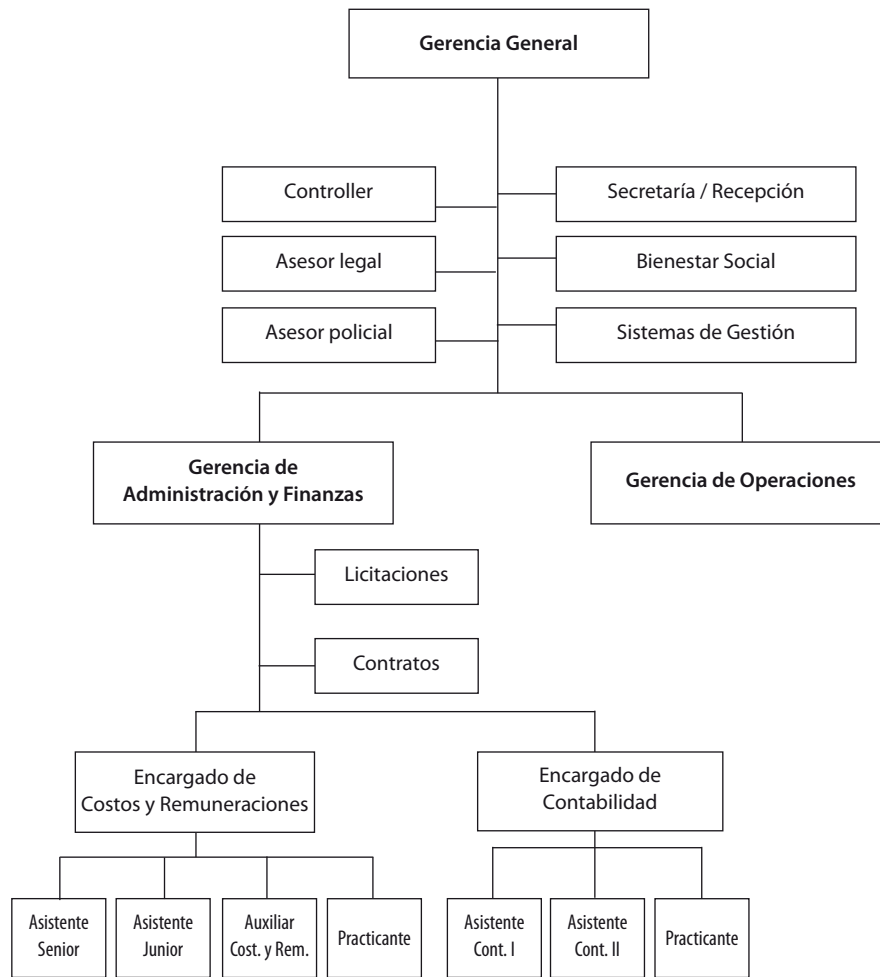 Gerencia General
Controller
Secretaría / Recepción
Asesor legal
Bienestar Social
Asesor policial
Sistemas de Gestión
Gerencia de
Administración y Finanzas
Gerencia de Operaciones
Licitaciones
Contratos
Encargado de
Costos y Remuneraciones
Encargado de
Contabilidad
Asistente
Senior
Asistente
Junior
Auxiliar
Cost. y Rem.
Practicante
Asistente
Cont. I
Asistente
Cont. II
Practicante